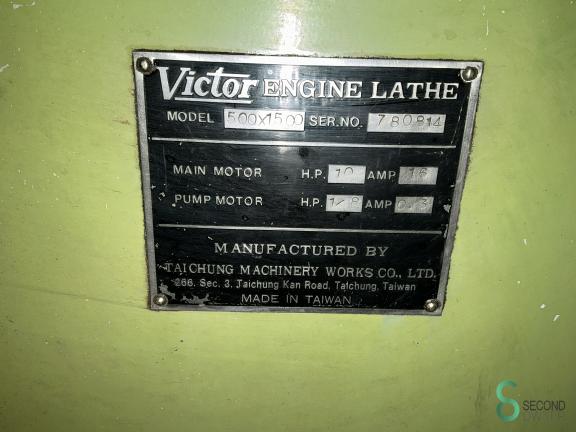 Victor ENGINE LATHE
MODEL 500X1500 SER.NO. 780814
MAIN MOTOR H.P. 10 AMP 16
PUMP MOTOR H.P. 1/8 AMP 0.3
MANUFACTURED BY
TAICHUNG MACHINERY WORKS CO., LTD.
266, Sec. 3, Taichung Kan Road, Taichung, Taiwan
MADE IN TAIWAN
SECOND